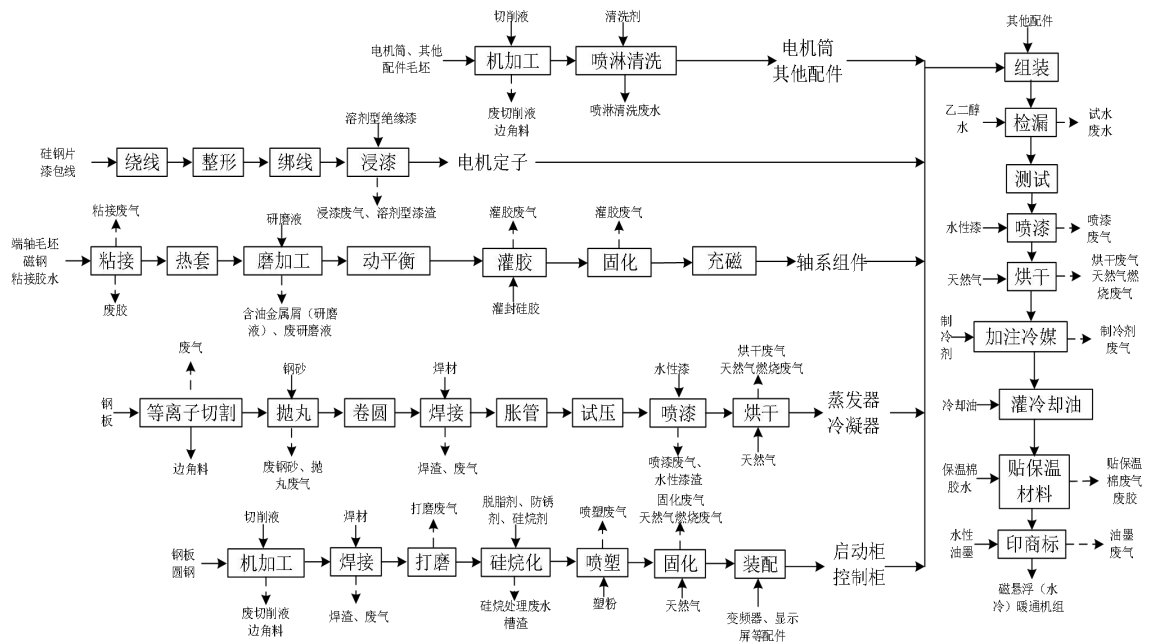 切削液
清洗剂
电机筒、其他
配件毛坯
机加工
喷淋清洗
电机筒
其他配件
废切削液
边角料
喷淋清洗废水
溶剂型绝缘漆
硅钢片
漆包线
绕线
整形
绑线
浸漆
电机定子
浸漆废气、溶剂型漆渣
粘接废气
研磨液
灌胶废气
灌胶废气
端轴毛坯
磁钢
粘接胶水
粘接
热套
磨加工
动平衡
灌胶
固化
充磁
轴系组件
废胶
含油金属屑（研磨
液）、废研磨液
灌封硅胶
废气
钢砂
焊材
水性漆
烘干废气
天然气燃烧废气
钢
板
等离子切割
抛丸
卷圆
焊接
胀管
试压
喷漆
烘干
蒸发器
冷凝器
边角料
废钢砂、抛
丸废气
焊渣、废气
喷漆废气、
水性漆渣
天然气
切削液
焊材
打磨废气
脱脂剂、防锈
剂、硅烷剂
喷塑废气
固化废气
天然气燃烧废气
钢板
圆钢
机加工
焊接
打磨
硅烷化
喷塑
固化
装配
启动柜
控制柜
废切削液
边角料
焊渣、废气
硅烷处理废水
槽渣
塑粉
天然气
变频器、显示
屏等配件
其他配件
组装
乙二醇
水
检漏
试水
废水
测试
水性漆
喷漆
喷漆
废气
天然气
烘干
烘干废气
天然气燃
烧废气
制
冷
剂
加注冷媒
制冷剂
废气
冷却油
灌冷却油
保温棉
胶水
贴保温
材料
贴保温
棉废气
废胶
水性
油墨
印商标
油墨
废气
磁悬浮（水
冷）暖通机组